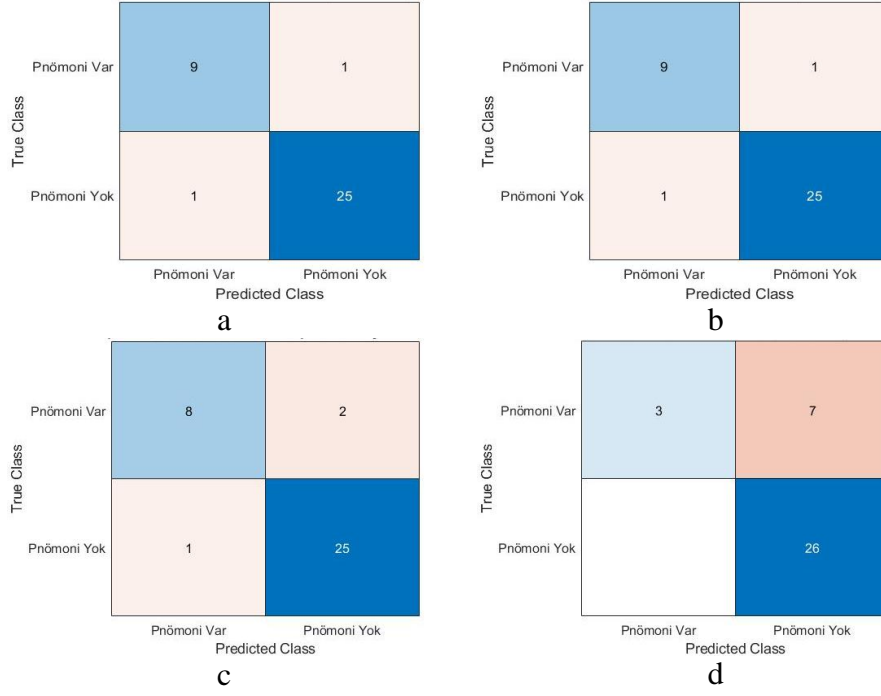 Pnömoni Var
9
1
True Class
Pnömoni Yok
1
25
Pnömoni Var
Pnömoni Yok
Predicted Class
a
Pnömoni Var
9
1
True Class
Pnömoni Yok
1
25
Pnömoni Var
Pnömoni Yok
Predicted Class
b
Pnömoni Var
8
2
True Class
Pnömoni Yok
1
25
Pnömoni Var
Pnömoni Yok
Predicted Class
c
Pnömoni Var
3
7
True Class
Pnömoni Yok
26
Pnömoni Var
Pnömoni Yok
Predicted Class
d